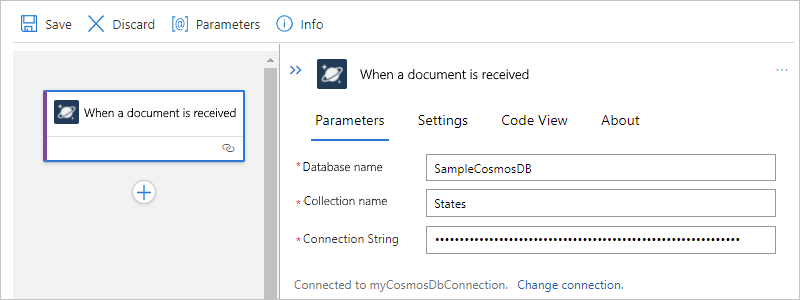 Save Discard [@] Parameters Info
When a document is received
When a document is received
Parameters Settings Code View About
* Database name SampleCosmosDB
* Collection name States
* Connection String ••••••••••••••••••••••••••••••••••••••••••••••••••••••••••••••
Connected to myCosmosDbConnection. Change connection.